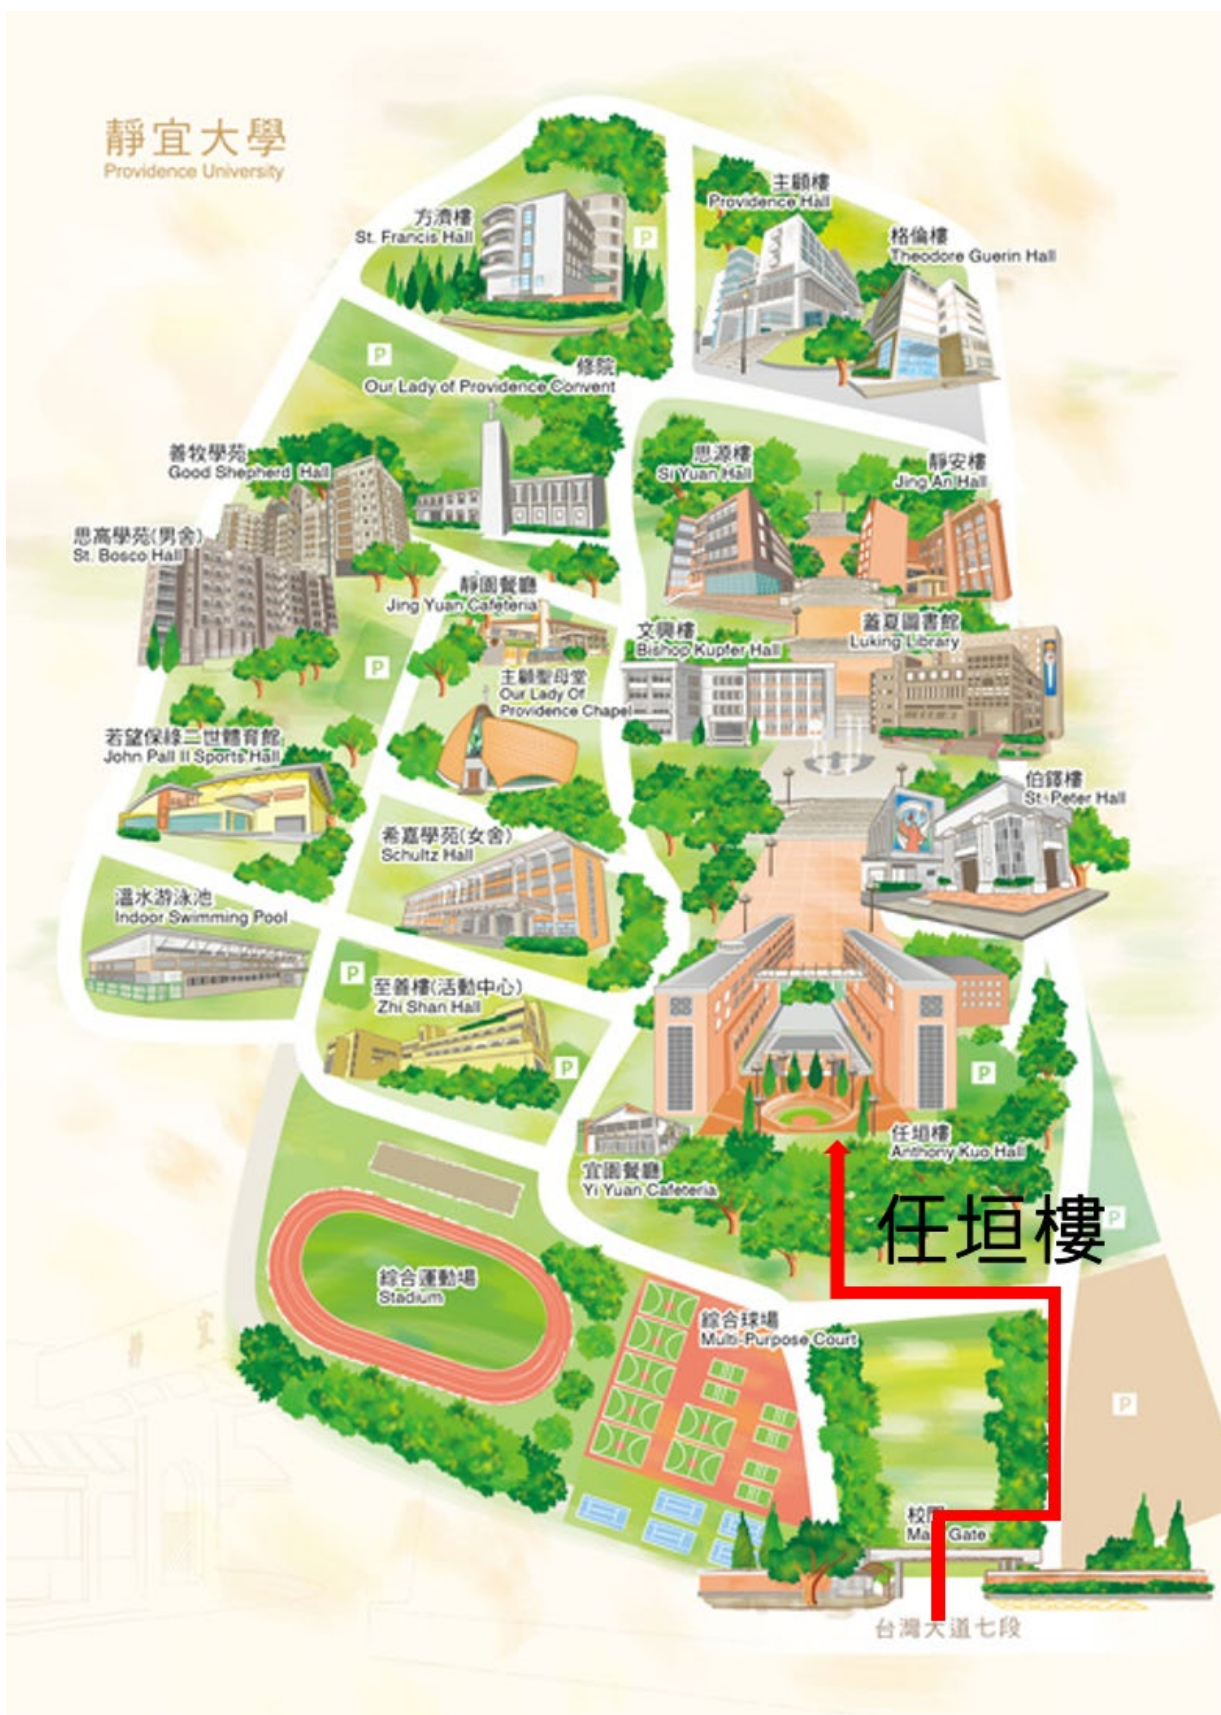 靜宜大學
Providence University
主顧樓
Providence Hall
方濟樓
St. Francis Hall
P
格倫樓
Theodore Guerin Hall
P
修院
Our Lady of Providence Convent
善牧學苑
Good Shepherd Hall
思源樓
Si Yuan Hall
靜安樓
Jing An Hall
思高學苑(男舍)
St. Bosco Hall
靜園餐廳
Jing Yuan Cafeteria
文興樓
Bishop Kupfer Hall
蓋夏圖書館
Luking Library
P
主顧聖母堂
Our Lady Of
Providence Chapel
若望保祿二世體育館
John Pall II Sports Hall
伯鐸樓
St. Peter Hall
希嘉學苑(女舍)
Schultz Hall
溫水游泳池
Indoor Swimming Pool
P
至善樓(活動中心)
Zhi Shan Hall
P
P
任垣樓
Anthony Kuo Hall
宜園餐廳
Yi Yuan Cafeteria
任垣樓
P
綜合運動場
Stadium
綜合球場
Multi-Purpose Court
P
校門
Gate
台灣大道七段